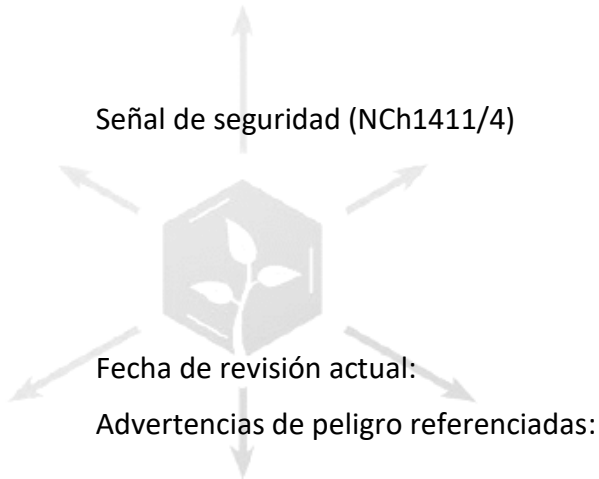 Señal de seguridad (NCh1411/4)
Fecha de revisión actual:
Advertencias de peligro referenciadas: